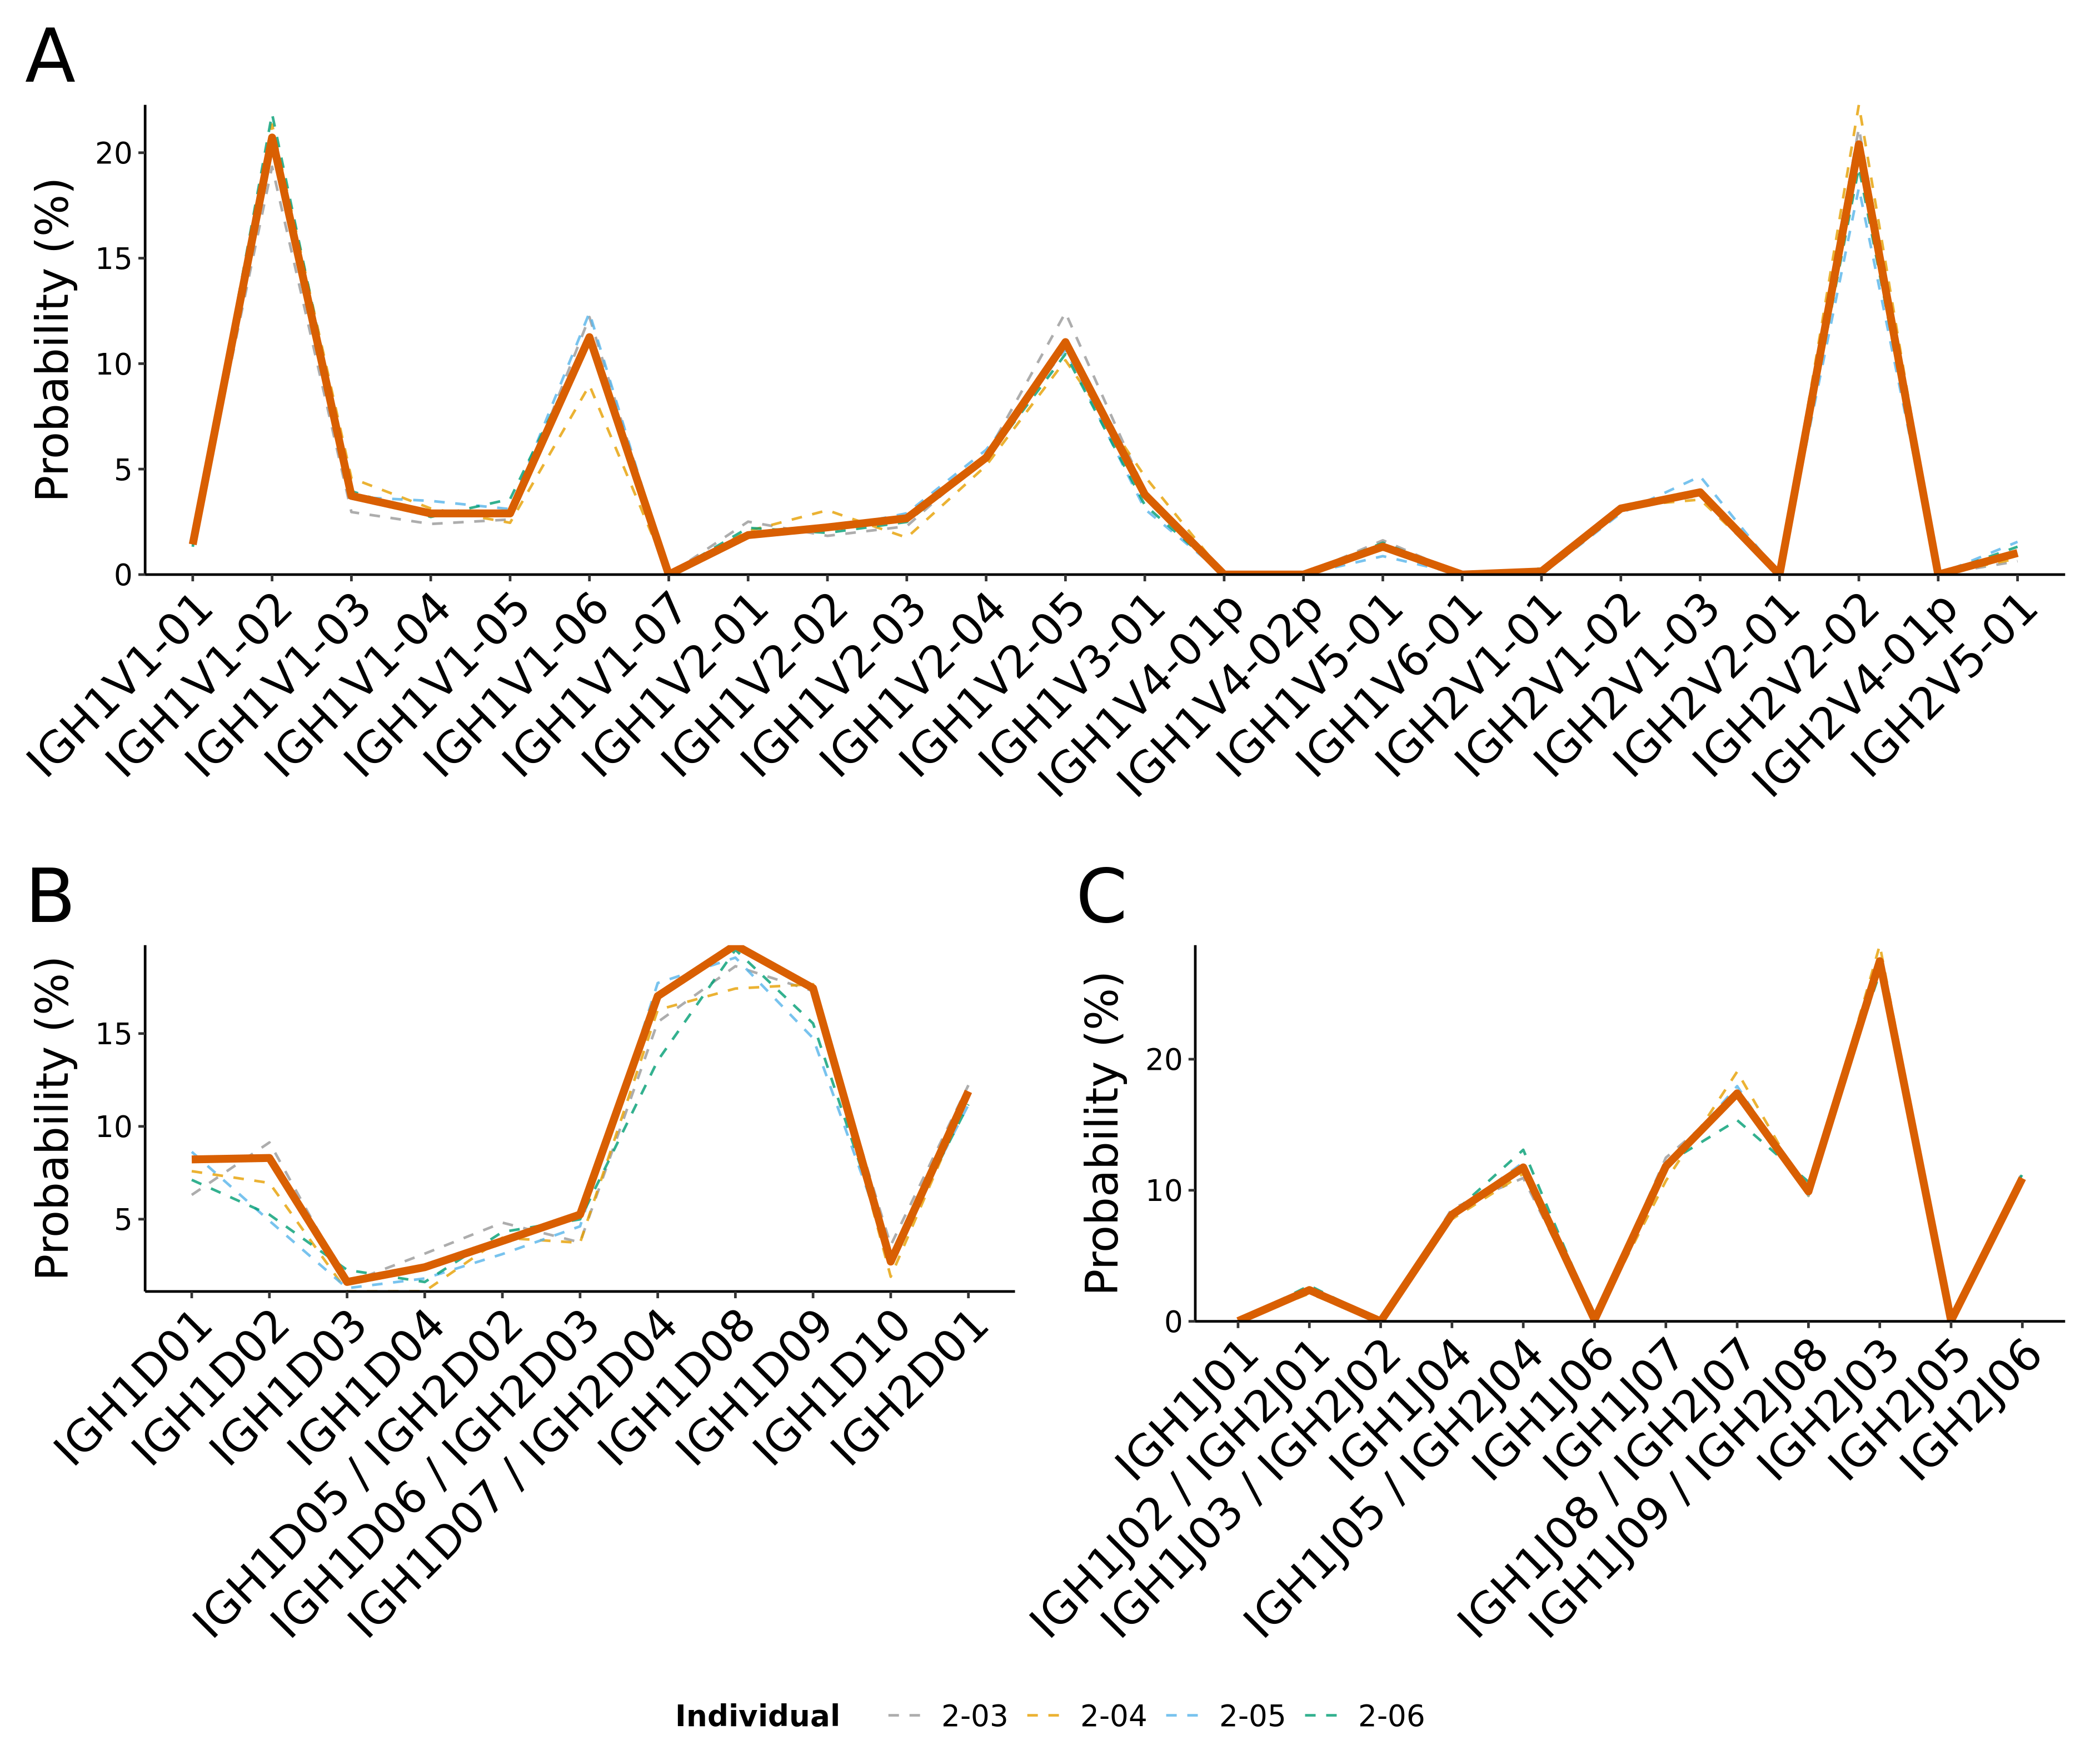 A
Probability (%)
20
15
10
5
0
IGH1V1-01
IGH1V1-02
IGH1V1-03
IGH1V1-04
IGH1V1-05
IGH1V1-06
IGH1V1-07
IGH1V2-01
IGH1V2-02
IGH1V2-03
IGH1V2-04
IGH1V2-05
IGH1V3-01
IGH1V4-01p
IGH1V4-02p
IGH1V5-01
IGH1V6-01
IGH2V1-01
IGH2V1-02
IGH2V1-03
IGH2V2-01
IGH2V2-02
IGH2V4-01p
IGH2V5-01
B
Probability (%)
15
10
5
IGH1D01
IGH1D02
IGH1D03
IGH1D04
IGH1D05 / IGH2D02
IGH1D06 / IGH2D03
IGH1D07 / IGH2D04
IGH1D08
IGH1D09
IGH1D10
IGH2D01
C
Probability (%)
20
10
0
IGH1J01
IGH1J02 / IGH2J01
IGH1J03 / IGH2J02
IGH1J04
IGH1J05 / IGH2J04
IGH1J06
IGH1J07
IGH1J08 / IGH2J07
IGH1J09 / IGH2J08
IGH2J03
IGH2J05
IGH2J06
Individual 2-03 2-04 2-05 2-06